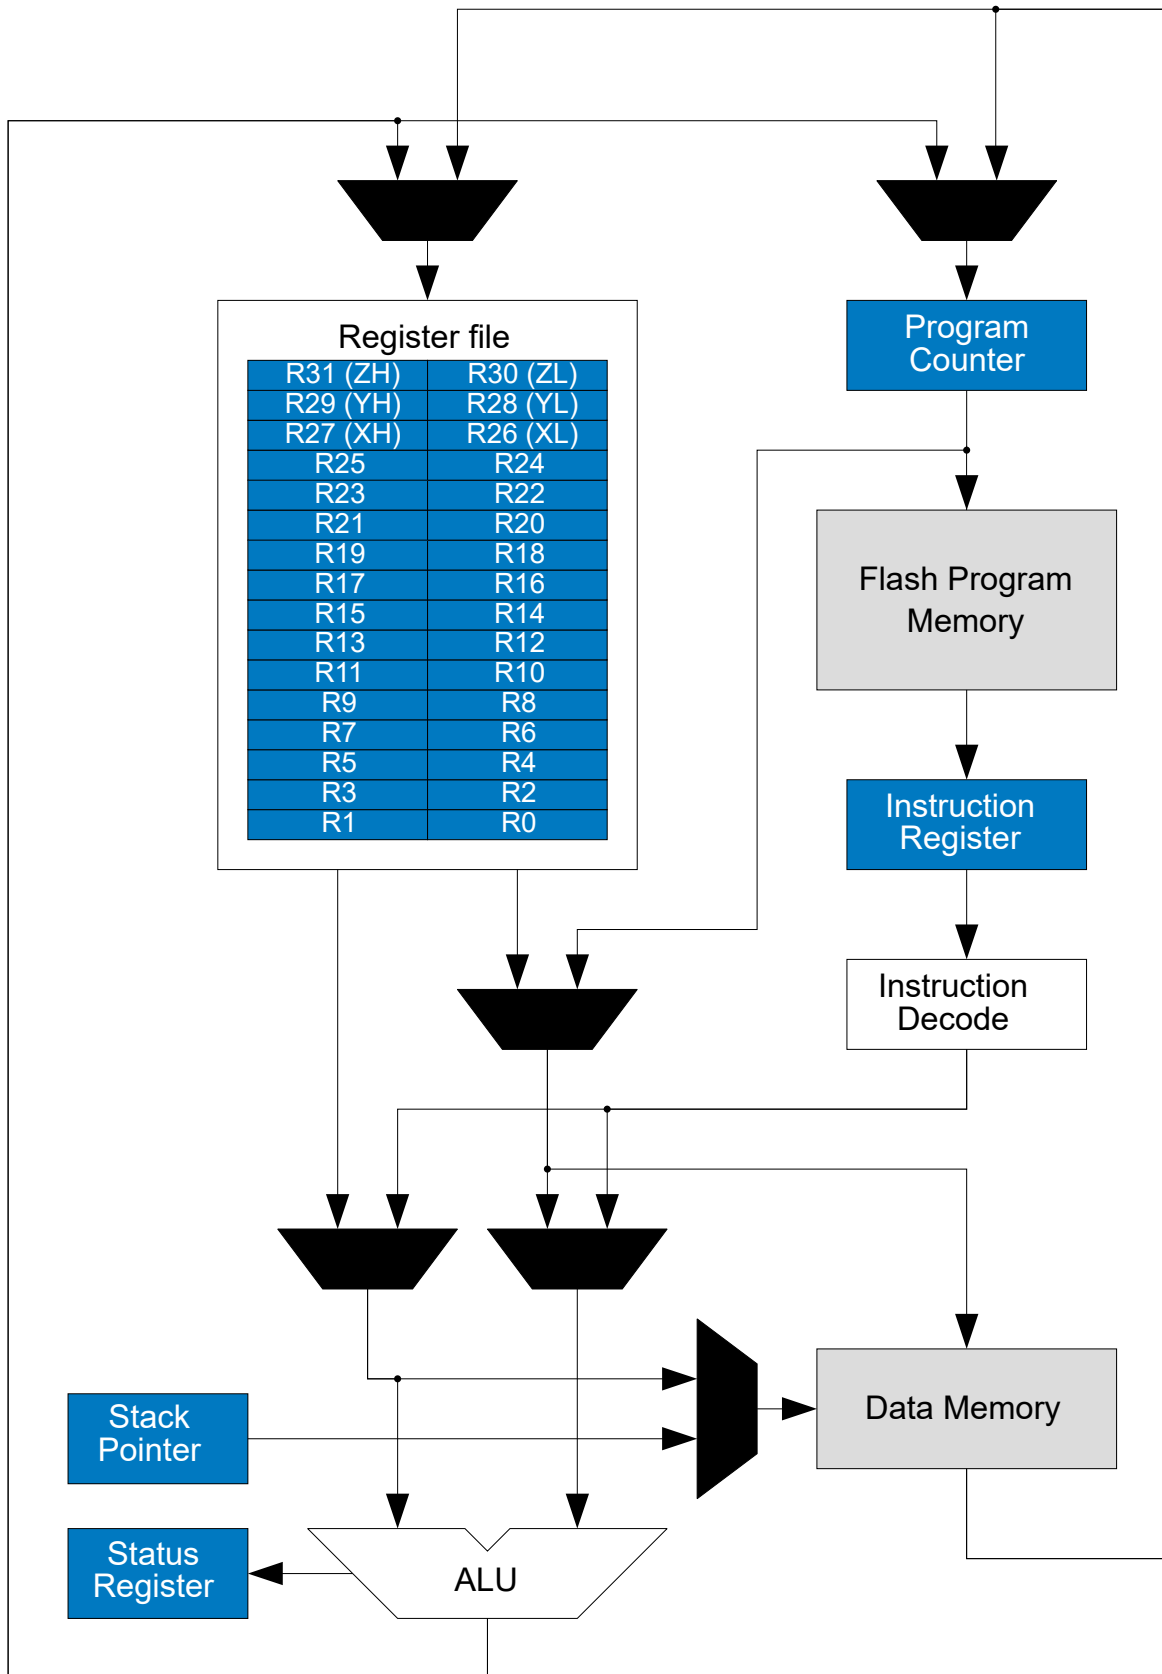 Register file
R31 (ZH) R30 (ZL)
R29 (YH) R28 (YL)
R27 (XH) R26 (XL)
R25 R24
R23 R22
R21 R20
R19 R18
R17 R16
R15 R14
R13 R12
R11 R10
R9 R8
R7 R6
R5 R4
R3 R2
R1 R0
Program
Counter
Flash Program
Memory
Instruction
Register
Instruction
Decode
Data Memory
Stack
Pointer
Status
Register
ALU